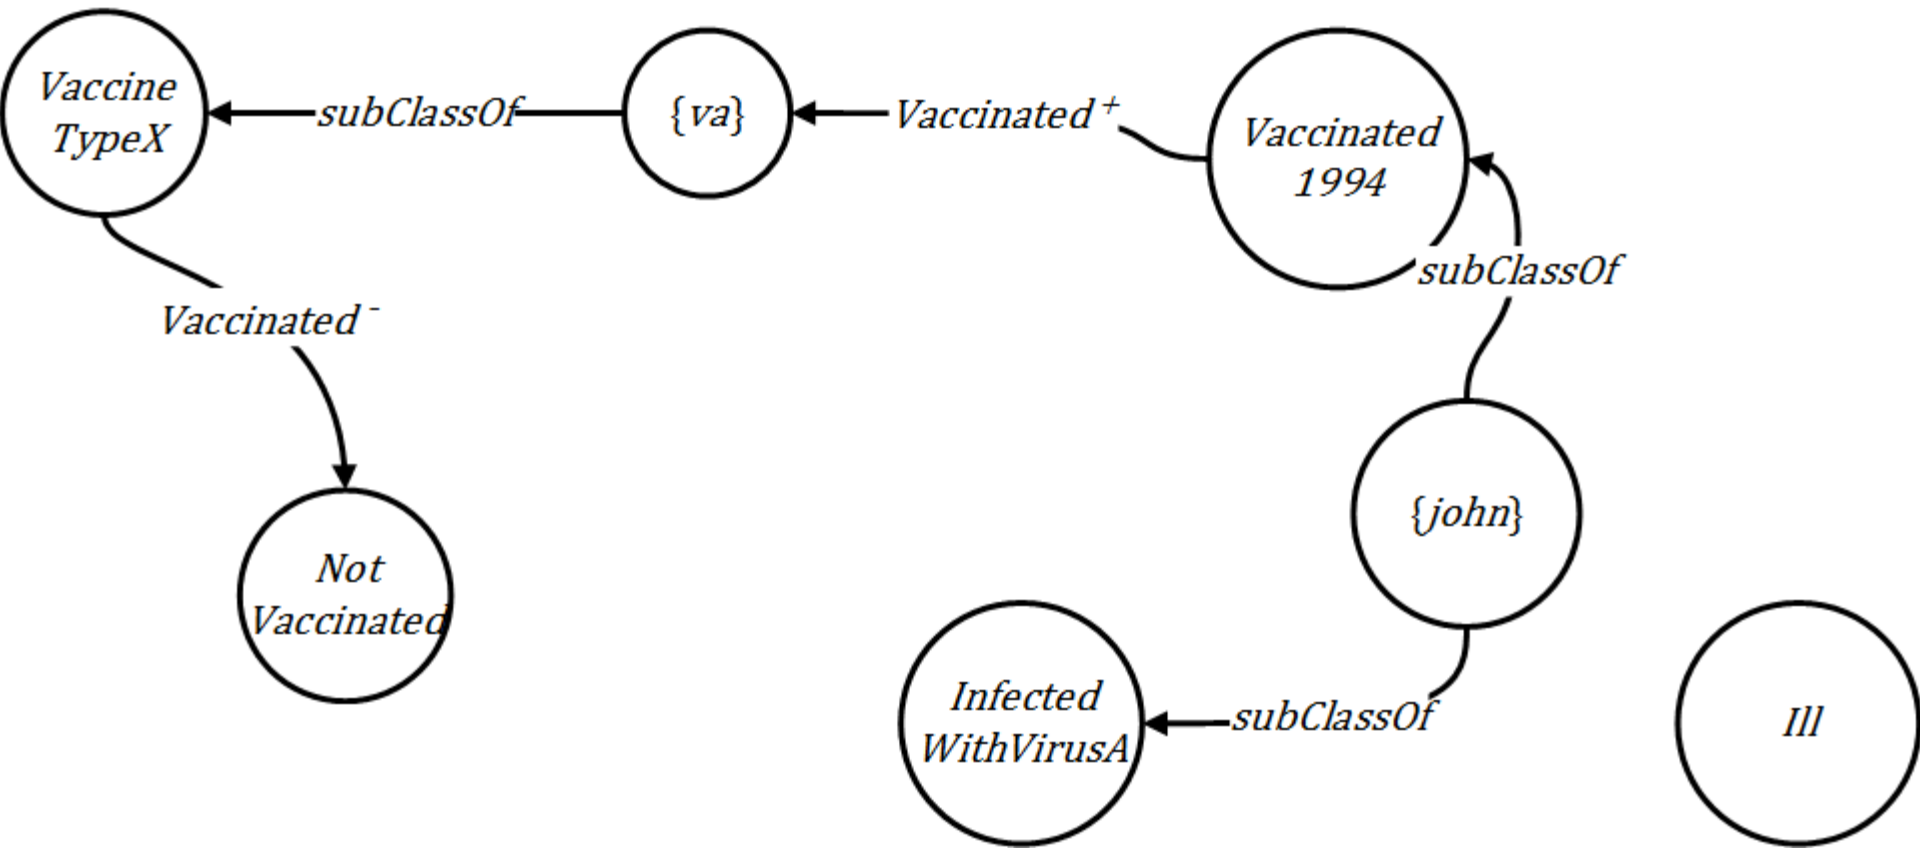 Vaccine
TypeX
subClassOf
{va}
Vaccinated⁺
Vaccinated
1994
subClassOf
Vaccinated⁻
{john}
Not
Vaccinated
Infected
WithVirusA
subClassOf
Ill